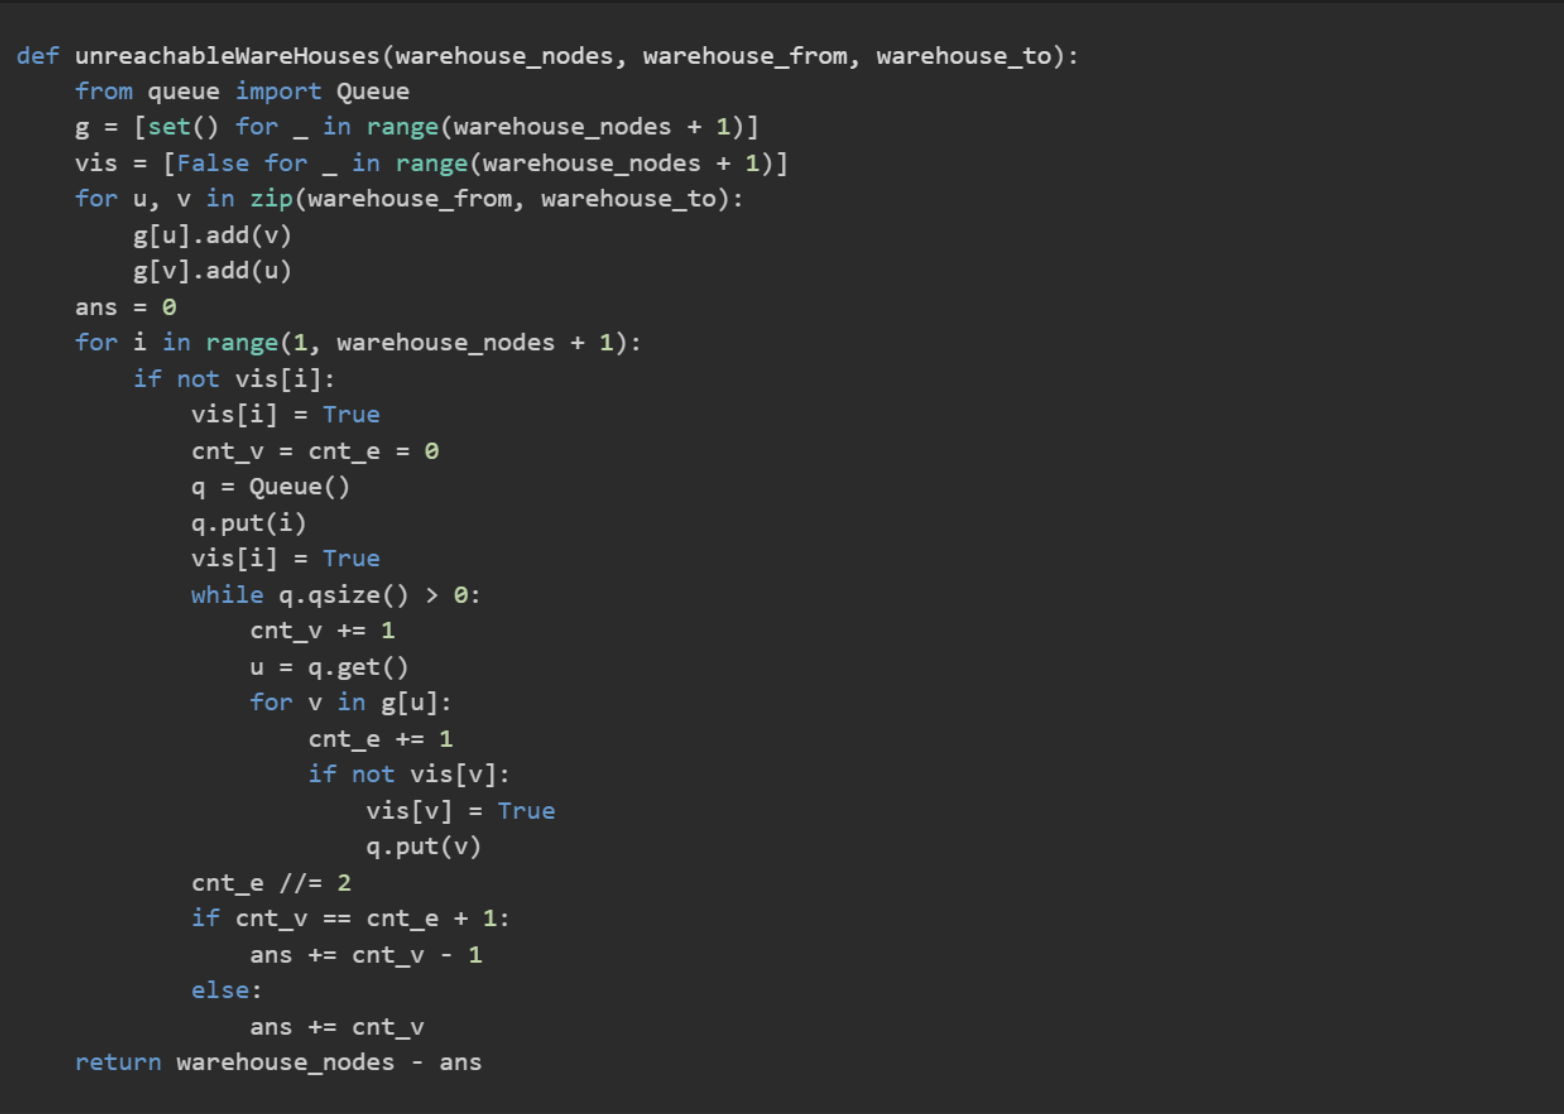 def unreachableWareHouses(warehouse_nodes, warehouse_from, warehouse_to):
    from queue import Queue
    g = [set() for _ in range(warehouse_nodes + 1)]
    vis = [False for _ in range(warehouse_nodes + 1)]
    for u, v in zip(warehouse_from, warehouse_to):
        g[u].add(v)
        g[v].add(u)
    ans = 0
    for i in range(1, warehouse_nodes + 1):
        if not vis[i]:
            vis[i] = True
            cnt_v = cnt_e = 0
            q = Queue()
            q.put(i)
            vis[i] = True
            while q.qsize() > 0:
                cnt_v += 1
                u = q.get()
                for v in g[u]:
                    cnt_e += 1
                    if not vis[v]:
                        vis[v] = True
                        q.put(v)
            cnt_e //= 2
            if cnt_v == cnt_e + 1:
                ans += cnt_v - 1
            else:
                ans += cnt_v
    return warehouse_nodes - ans